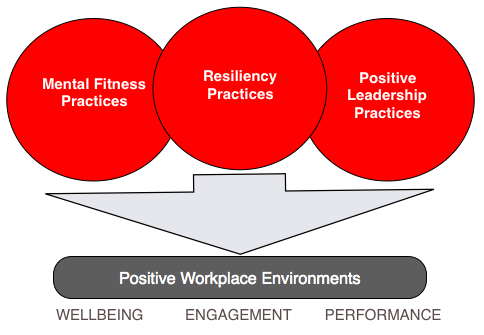 Mental Fitness
Practices
Resiliency
Practices
Positive
Leadership
Practices
Positive Workplace Environments
WELLBEING ENGAGEMENT PERFORMANCE